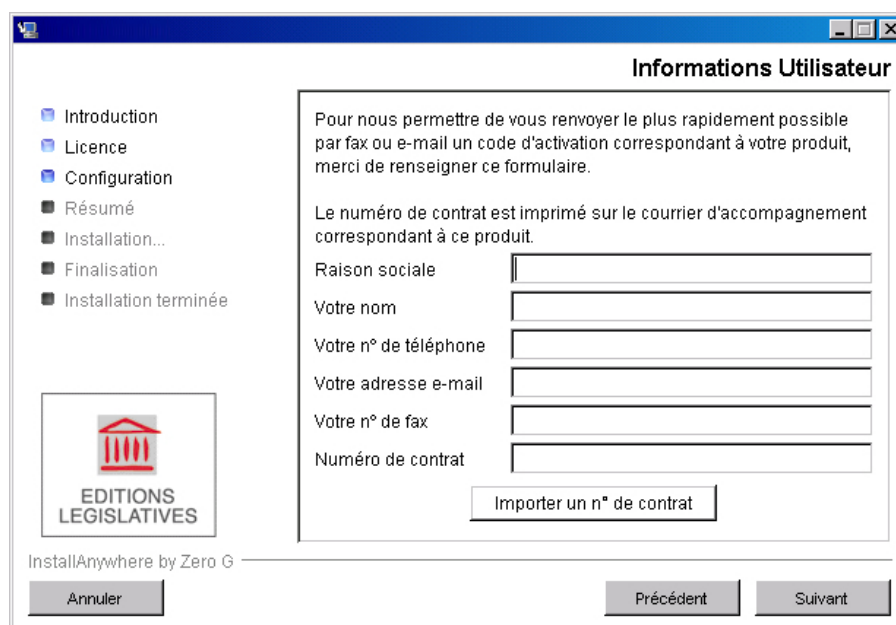 Informations Utilisateur
Introduction
Licence
Configuration
Résumé
Installation...
Finalisation
Installation terminée
EDITIONS
LEGISLATIVES
Pour nous permettre de vous renvoyer le plus rapidement possible
par fax ou e-mail un code d'activation correspondant à votre produit,
merci de renseigner ce formulaire.
Le numéro de contrat est imprimé sur le courrier d'accompagnement
correspondant à ce produit.
Raison sociale
Votre nom
Votre n° de téléphone
Votre adresse e-mail
Votre n° de fax
Numéro de contrat
Importer un n° de contrat
InstallAnywhere by Zero G
Annuler
Précédent
Suivant